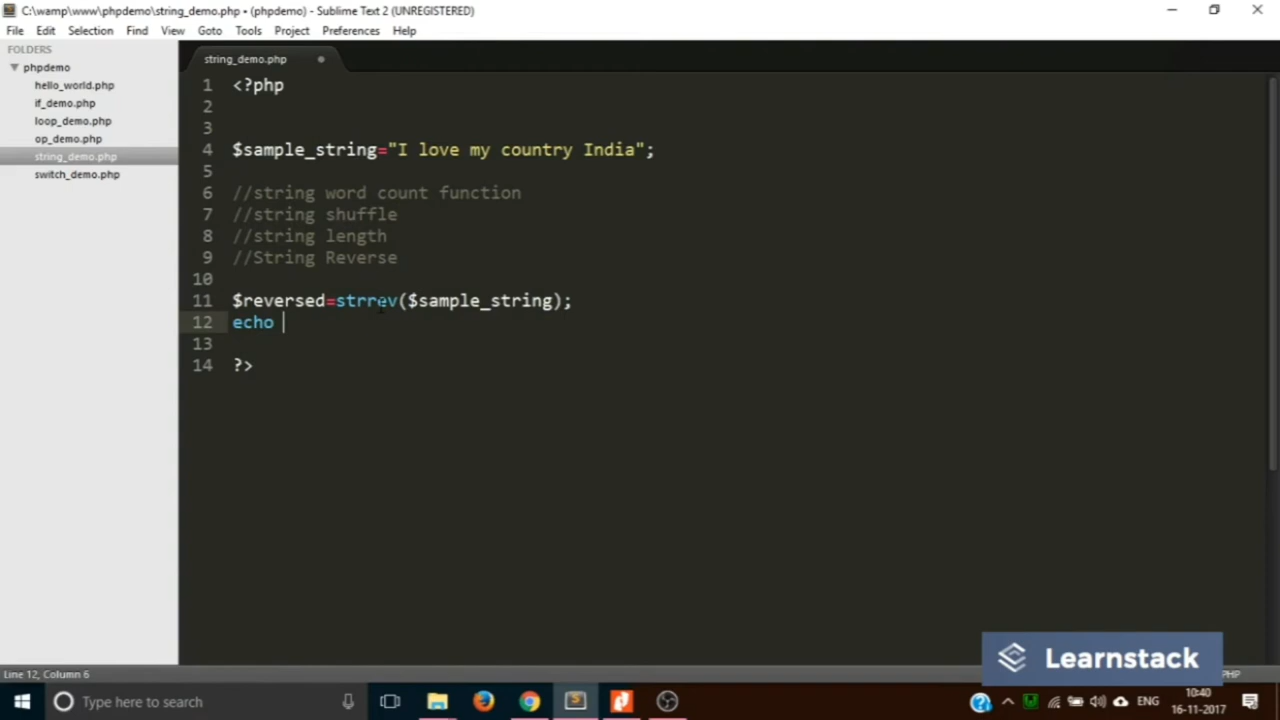 C:\wamp\www\phpdemo\string_demo.php • (phpdemo) - Sublime Text 2 (UNREGISTERED)
File Edit Selection Find View Goto Tools Project Preferences Help
FOLDERS
phpdemo
hello_world.php
if_demo.php
loop_demo.php
op_demo.php
string_demo.php
switch_demo.php
string_demo.php
1 <?php
2
3
4 $sample_string="I love my country India";
5
6 //string word count function
7 //string shuffle
8 //string length
9 //String Reverse
10
11 $reversed=strrev($sample_string);
12 echo
13
14 ?>
Learnstack
Line 12, Column 6
PHP
Type here to search
ENG
10:40
16-11-2017